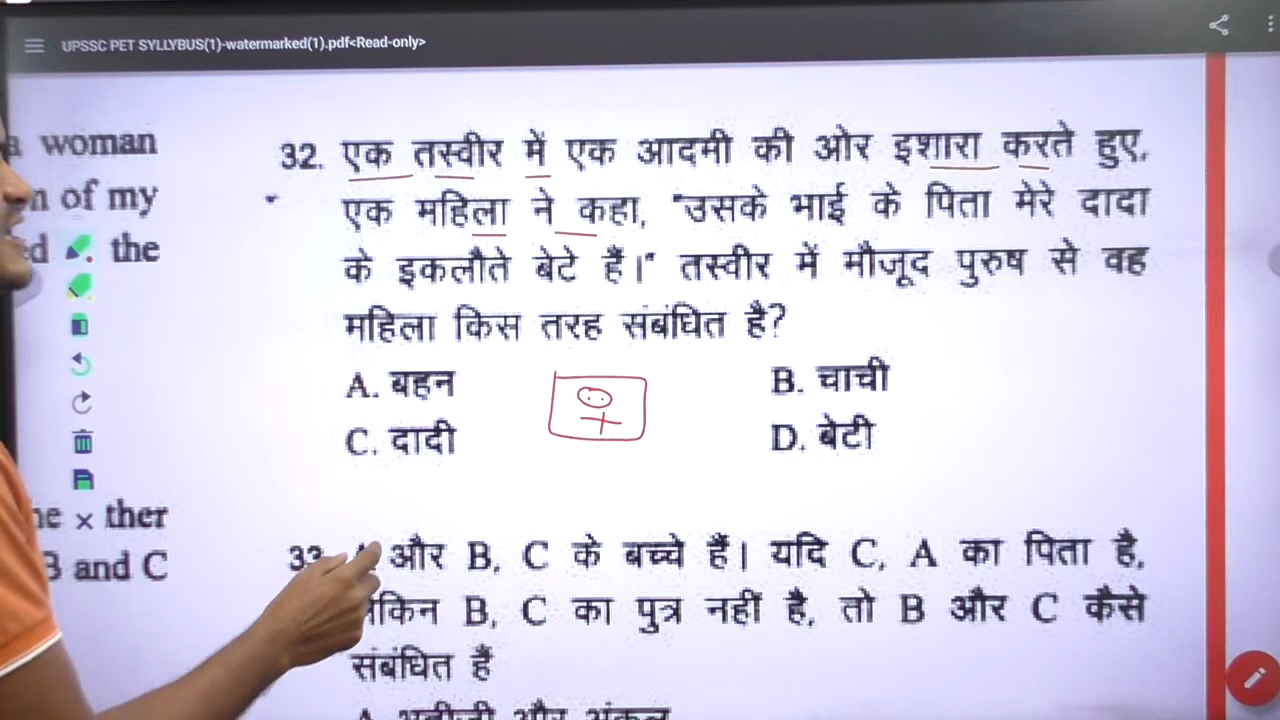 UPSSC PET SYLLYBUS(1)-watermarked(1).pdf<Read-only>
a woman
n of my
the
ther
B and C
32. एक तस्वीर में एक आदमी की ओर इशारा करते हुए,
एक महिला ने कहा, "उसके भाई के पिता मेरे दादा
के इकलौते बेटे हैं।" तस्वीर में मौजूद पुरुष से वह
महिला किस तरह संबंधित है?
A. बहन
B. चाची
C. दादी
D. बेटी
और B, C के बच्चे हैं। यदि C, A का पिता है,
B, C का पुत्र नहीं है, तो B और C कैसे
संबंधित हैं